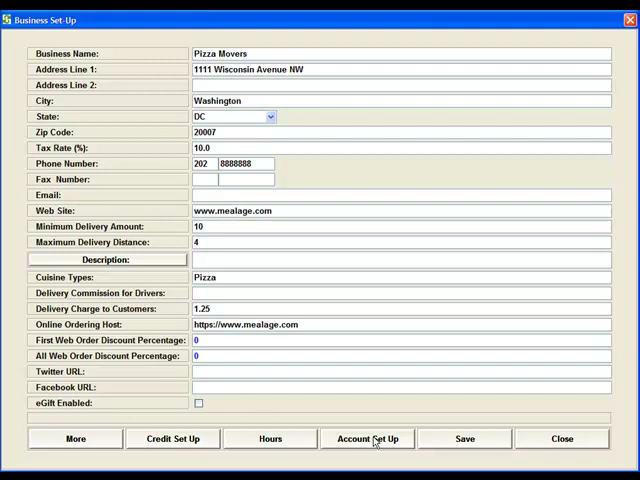 Business Set-Up
Business Name: Pizza Movers
Address Line 1: 1111 Wisconsin Avenue NW
Address Line 2:
City: Washington
State: DC
Zip Code: 20007
Tax Rate (%): 10.0
Phone Number: 202 8888888
Fax Number:
Email:
Web Site: www.mealage.com
Minimum Delivery Amount: 10
Maximum Delivery Distance: 4
Description:
Cuisine Types: Pizza
Delivery Commission for Drivers:
Delivery Charge to Customers: 1.25
Online Ordering Host: https://www.mealage.com
First Web Order Discount Percentage: 0
All Web Order Discount Percentage: 0
Twitter URL:
Facebook URL:
eGift Enabled:
More Credit Set Up Hours Account Set Up Save Close